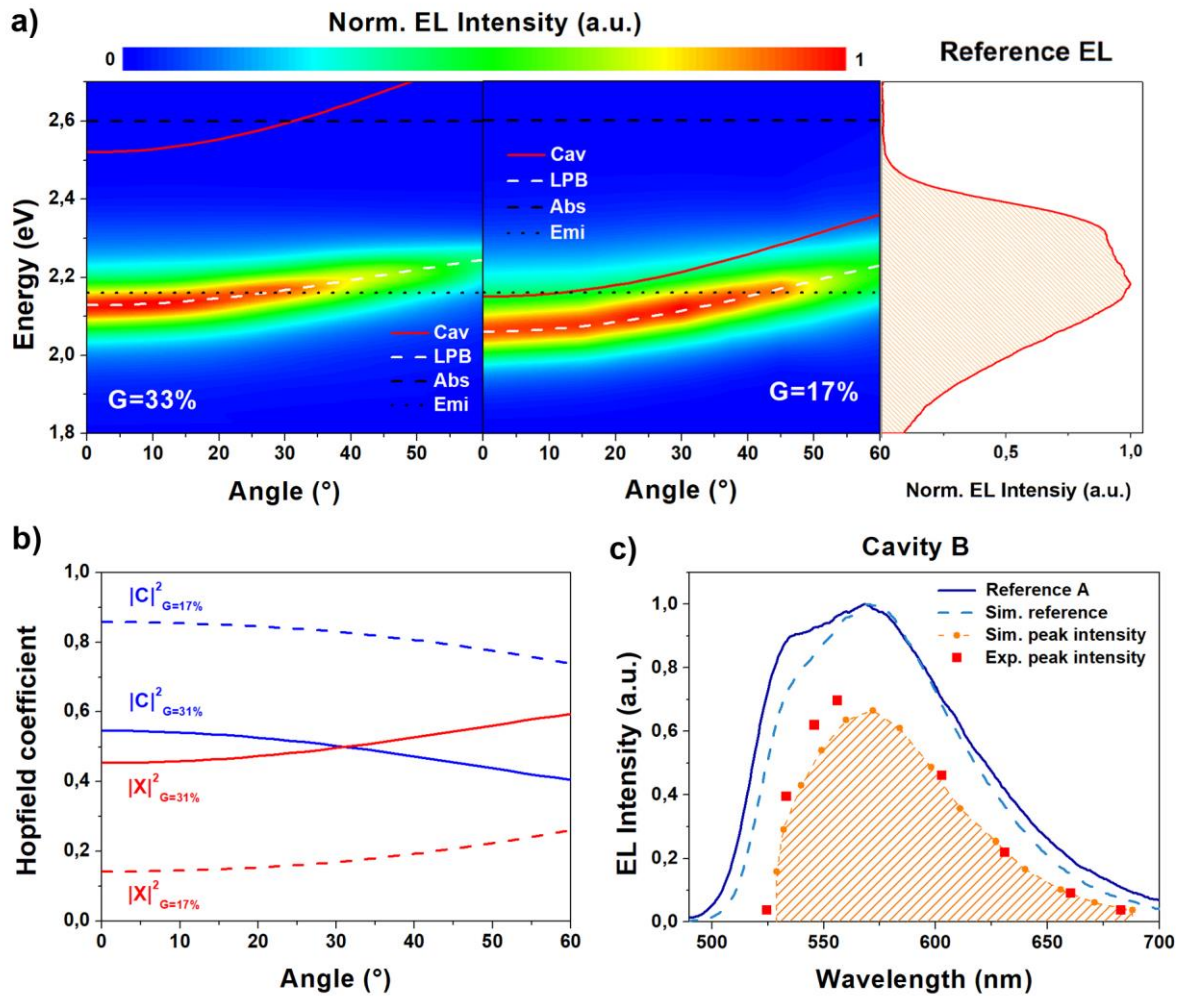 a)
Norm. EL Intensity (a.u.)
0
1
Reference EL
Energy (eV)
2,6
2,4
2,2
2,0
1.8
Cav
LPB
Abs
Emi
G=33%
Cav
LPB
Abs
Emi
G=17%
0 10 20 30 40 50
0 10 20 30 40 50 60
0,5 1,0
Angle (°)
Angle (°)
Norm. EL Intensiy (a.u.)
b)
Hopfield coefficient
1,0
0,8
0,6
0,4
0,2
0,0
|C|² G=17%
|C|² G=31%
|X|² G=31%
|X|² G=17%
0 10 20 30 40 50 60
Angle (°)
c)
Cavity B
EL Intensity (a.u.)
1,0
0,8
0,6
0,4
0,2
0,0
Reference A
Sim. reference
Sim. peak intensity
Exp. peak intensity
500 550 600 650 700
Wavelength (nm)